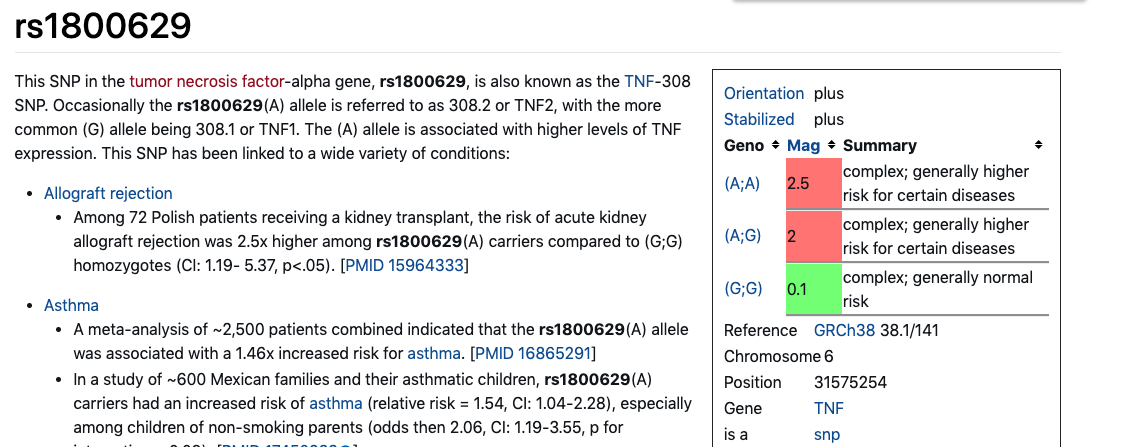 rs1800629
This SNP in the tumor necrosis factor-alpha gene, rs1800629, is also known as the TNF-308
SNP. Occasionally the rs1800629(A) allele is referred to as 308.2 or TNF2, with the more
common (G) allele being 308.1 or TNF1. The (A) allele is associated with higher levels of TNF
expression. This SNP has been linked to a wide variety of conditions:
Allograft rejection
Among 72 Polish patients receiving a kidney transplant, the risk of acute kidney
allograft rejection was 2.5x higher among rs1800629(A) carriers compared to (G;G)
homozygotes (CI: 1.19- 5.37, p<.05). [PMID 15964333]
Asthma
A meta-analysis of ~2,500 patients combined indicated that the rs1800629(A) allele
was associated with a 1.46x increased risk for asthma. [PMID 16865291]
In a study of ~600 Mexican families and their asthmatic children, rs1800629(A)
carriers had an increased risk of asthma (relative risk = 1.54, CI: 1.04-2.28), especially
among children of non-smoking parents (odds then 2.06, CI: 1.19-3.55, p for
Orientation plus
Stabilized plus
Geno Mag Summary
(A;A) 2.5 complex; generally higher
risk for certain diseases
(A;G) 2 complex; generally higher
risk for certain diseases
(G;G) 0.1 complex; generally normal
risk
Reference GRCh38 38.1/141
Chromosome 6
Position 31575254
Gene TNF
is a snp